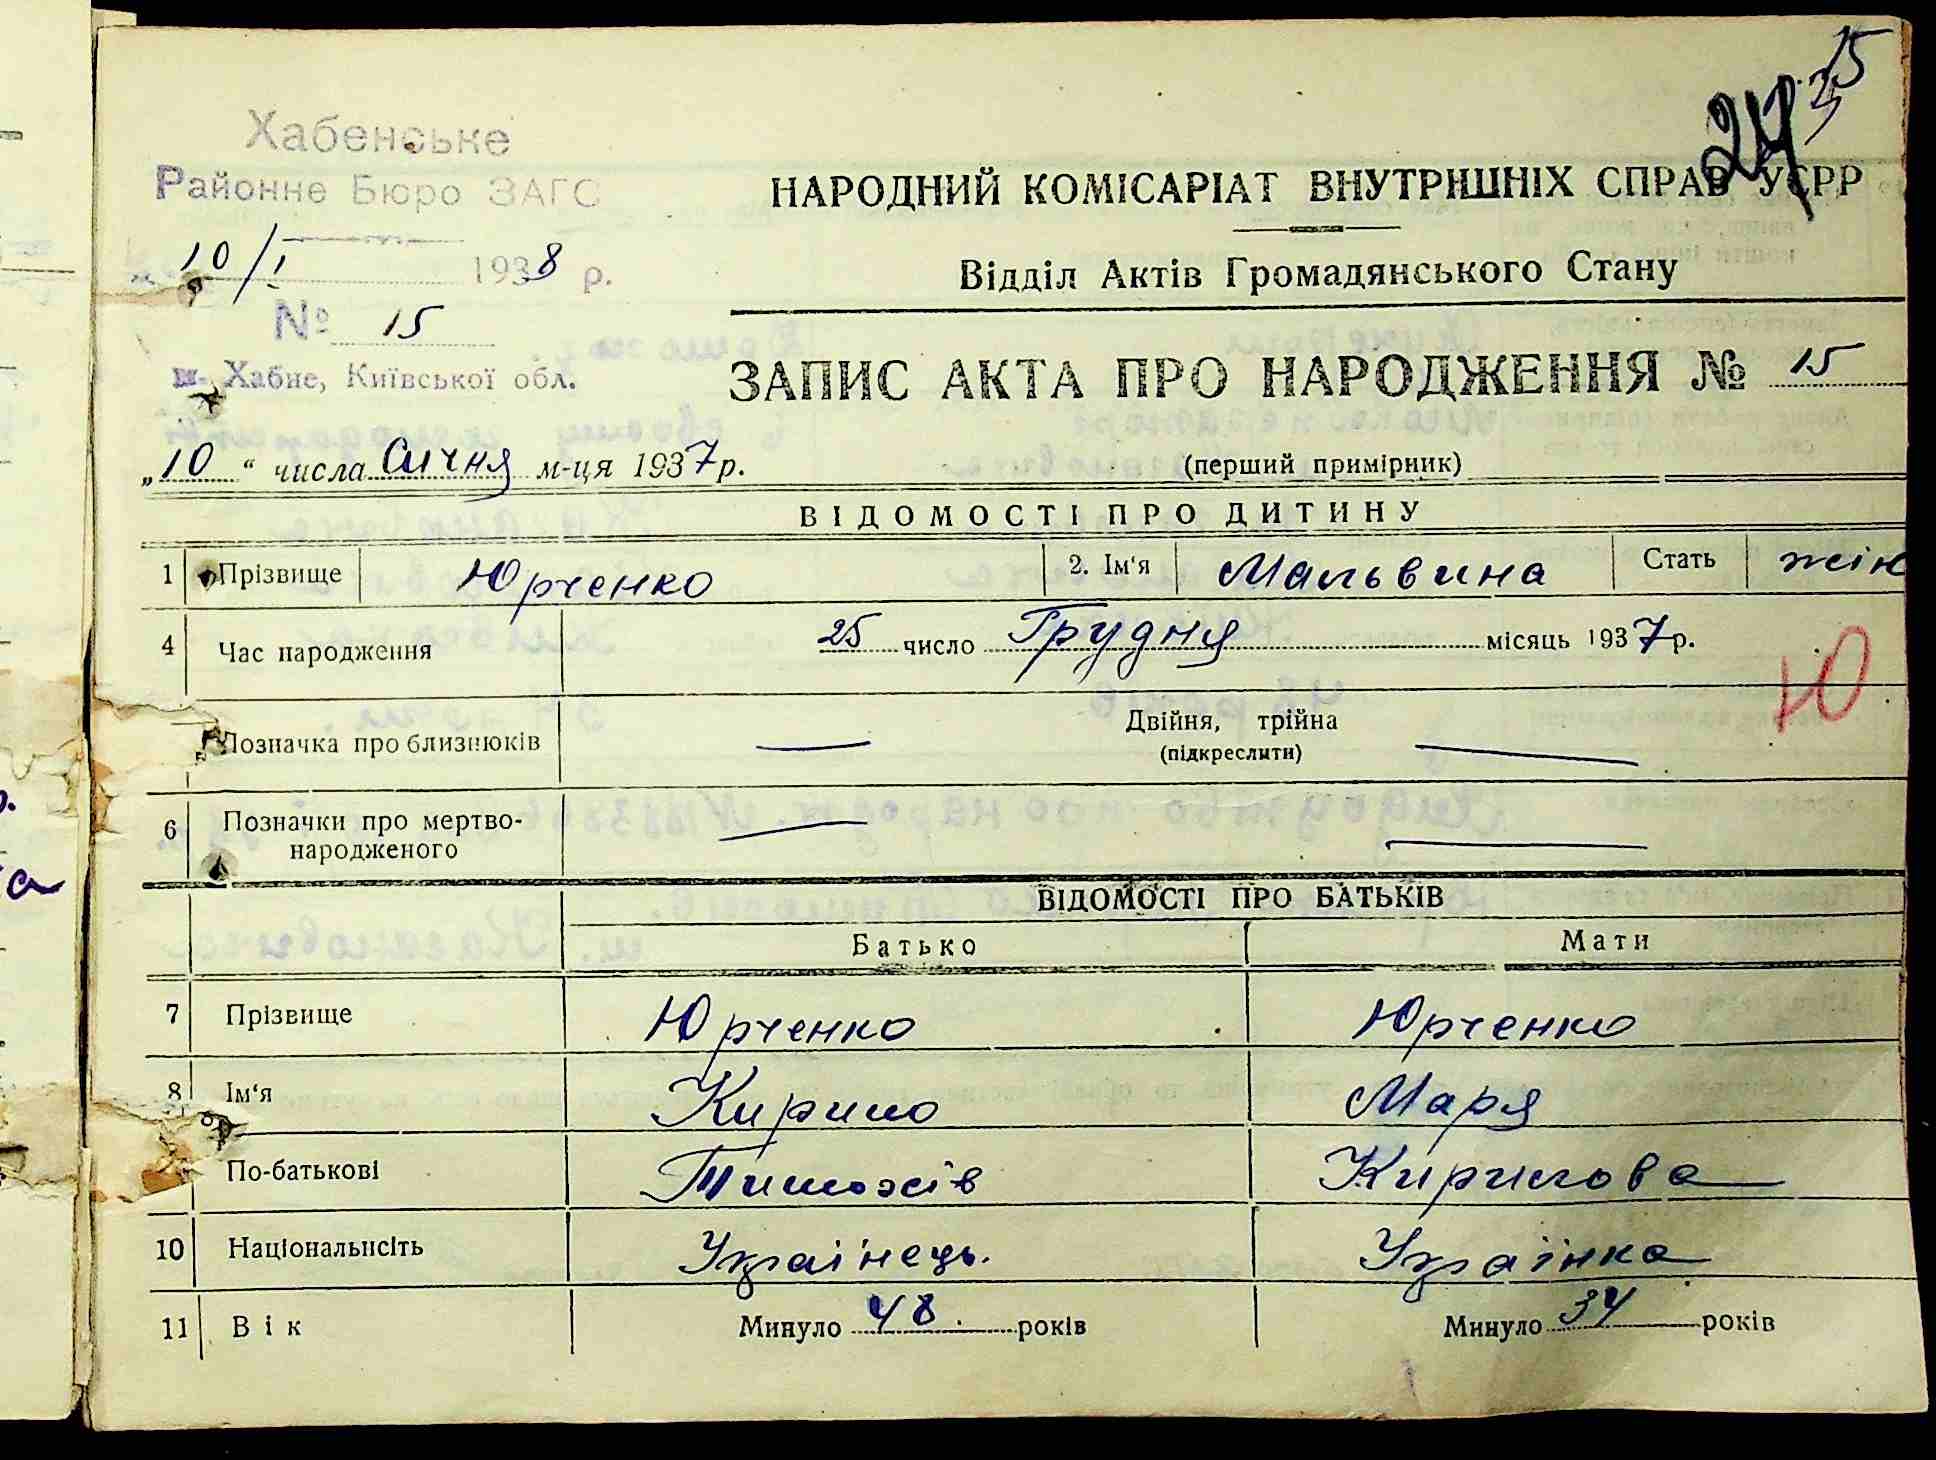 15
24
Хабенське
Районне Бюро ЗАГС
10/I 1938 р.
№ 15
Хабне, Київської обл.
НАРОДНИЙ КОМІСАРІАТ ВНУТРІШНІХ СПРАВ УСРР
Відділ Актів Громадянського Стану
ЗАПИС АКТА ПРО НАРОДЖЕННЯ № 15
„10“ числа Січня м-ця 1937 р. (перший примірник)
ВІДОМОСТІ ПРО ДИТИНУ
1 Прізвище Юрченко 2. Ім'я Мальвина Стать жін
4 Час народження 25 число Грудня місяць 1937 р.
Ю
Позначка про близнюків — Двійня, трійна —
(підкреслити)
6 Позначки про мертво-
народженого — —
ВІДОМОСТІ ПРО БАТЬКІВ
Батько Мати
7 Прізвище Юрченко Юрченко
8 Ім'я Кирило Маря
По-батькові Тимохів Кирилова
10 Національність Українець. Українка
11 Вік Минуло 48 років Минуло 34 років